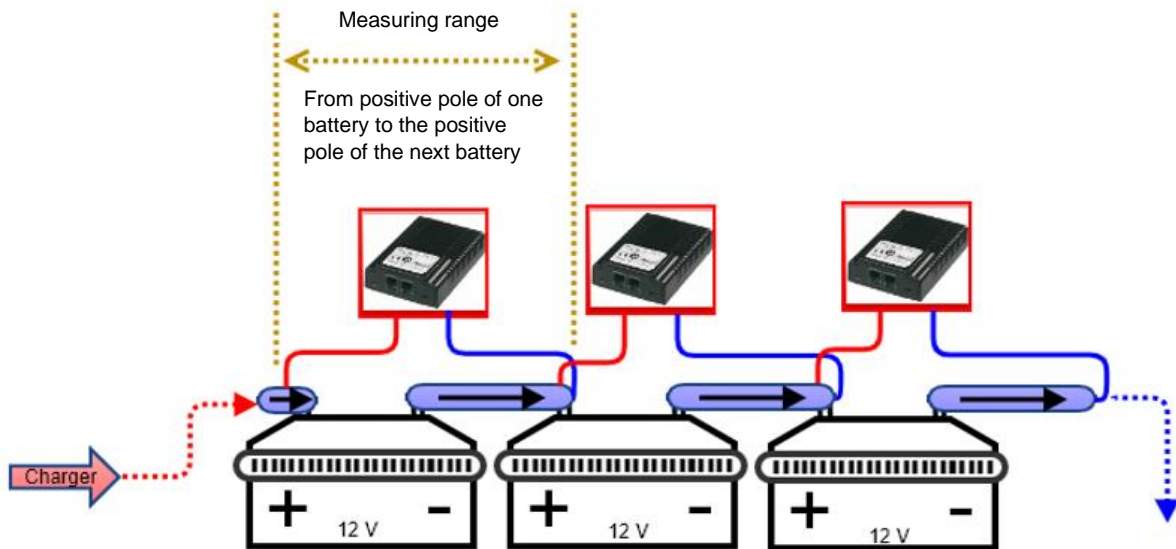 Measuring range
From positive pole of one
battery to the positive
pole of the next battery
Charger
+ -
12 V
+ -
12 V
+ -
12 V